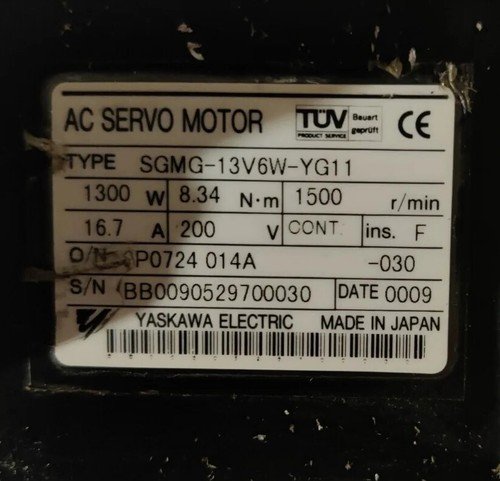 AC SERVO MOTOR TÜV PRODUCT SERVICE Bauart geprüft CE
TYPE SGMG-13V6W-YG11
1300 W 8.34 N·m 1500 r/min
16.7 A 200 V CONT. ins. F
O/N P0724 014A -030
S/N BB0090529700030 DATE 0009
YASKAWA ELECTRIC MADE IN JAPAN